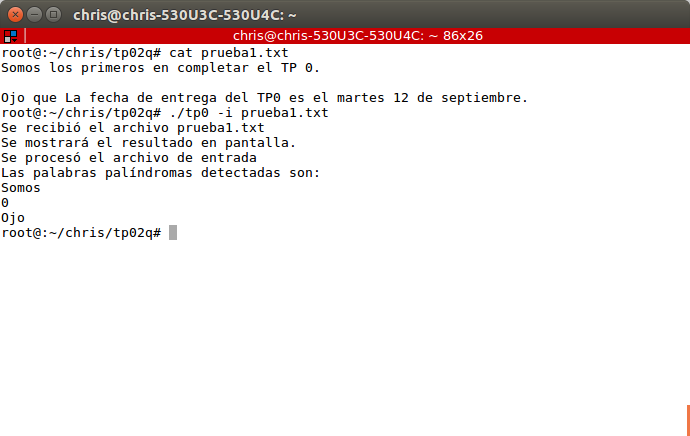 chris@chris-530U3C-530U4C: ~
chris@chris-530U3C-530U4C: ~ 86x26
root@:~/chris/tp02q# cat prueba1.txt
Somos los primeros en completar el TP 0.
Ojo que La fecha de entrega del TP0 es el martes 12 de septiembre.
root@:~/chris/tp02q# ./tp0 -i prueba1.txt
Se recibió el archivo prueba1.txt
Se mostrará el resultado en pantalla.
Se procesó el archivo de entrada
Las palabras palíndromas detectadas son:
Somos
0
Ojo
root@:~/chris/tp02q#